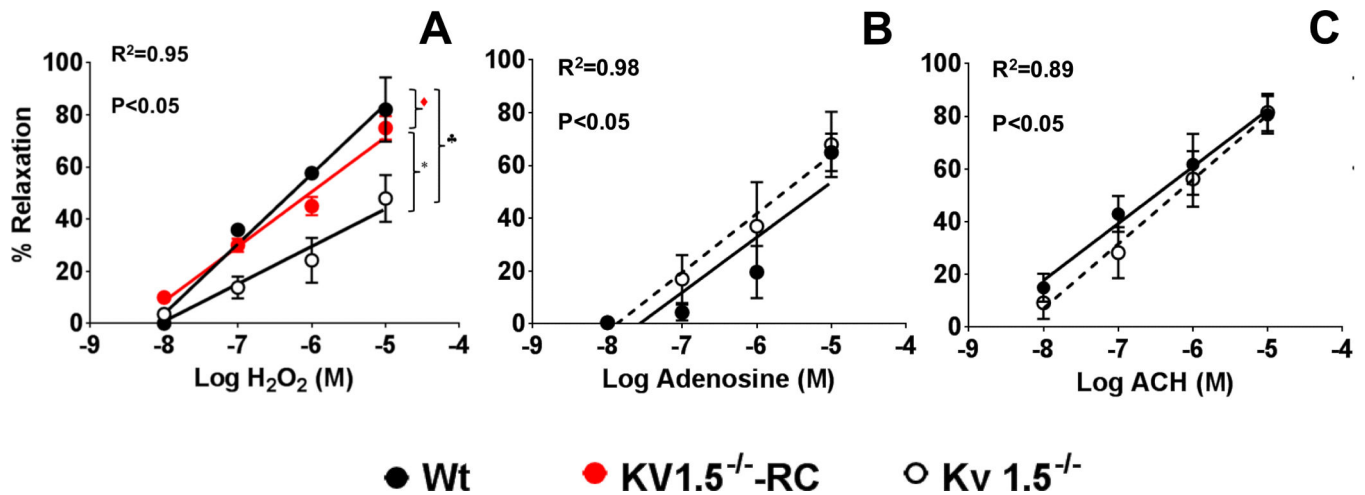 A
R²=0.95
P<0.05
♦
*
♣
% Relaxation
100
80
60
40
20
0
-9 -8 -7 -6 -5 -4
Log H₂O₂ (M)
B
R²=0.98
P<0.05
100
80
60
40
20
0
-9 -8 -7 -6 -5 -4
Log Adenosine (M)
C
R²=0.89
P<0.05
100
80
60
40
20
0
-9 -8 -7 -6 -5 -4
Log ACH (M)
Wt KV1.5⁻/⁻-RC Kv 1.5⁻/⁻